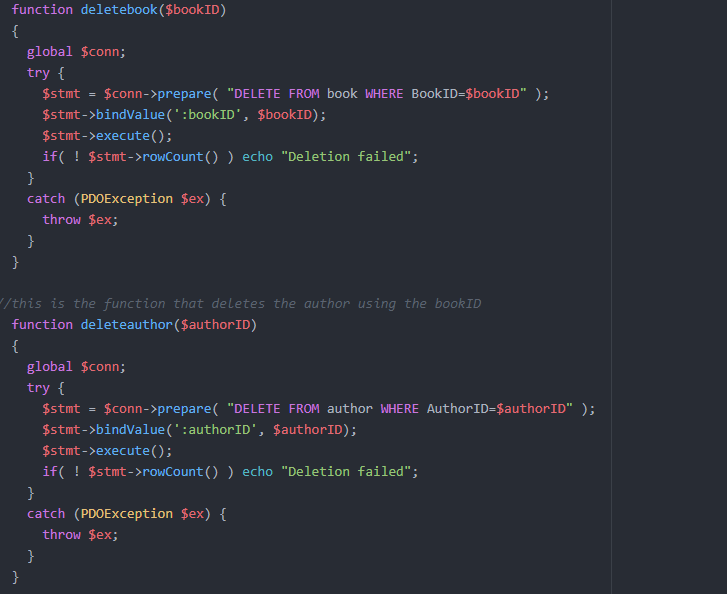 function deletebook($bookID)
{
  global $conn;
  try {
    $stmt = $conn->prepare( "DELETE FROM book WHERE BookID=$bookID" );
    $stmt->bindValue(':bookID', $bookID);
    $stmt->execute();
    if( ! $stmt->rowCount() ) echo "Deletion failed";
  }
  catch (PDOException $ex) {
    throw $ex;
  }
}

//this is the function that deletes the author using the bookID
function deleteauthor($authorID)
{
  global $conn;
  try {
    $stmt = $conn->prepare( "DELETE FROM author WHERE AuthorID=$authorID" );
    $stmt->bindValue(':authorID', $authorID);
    $stmt->execute();
    if( ! $stmt->rowCount() ) echo "Deletion failed";
  }
  catch (PDOException $ex) {
    throw $ex;
  }
}